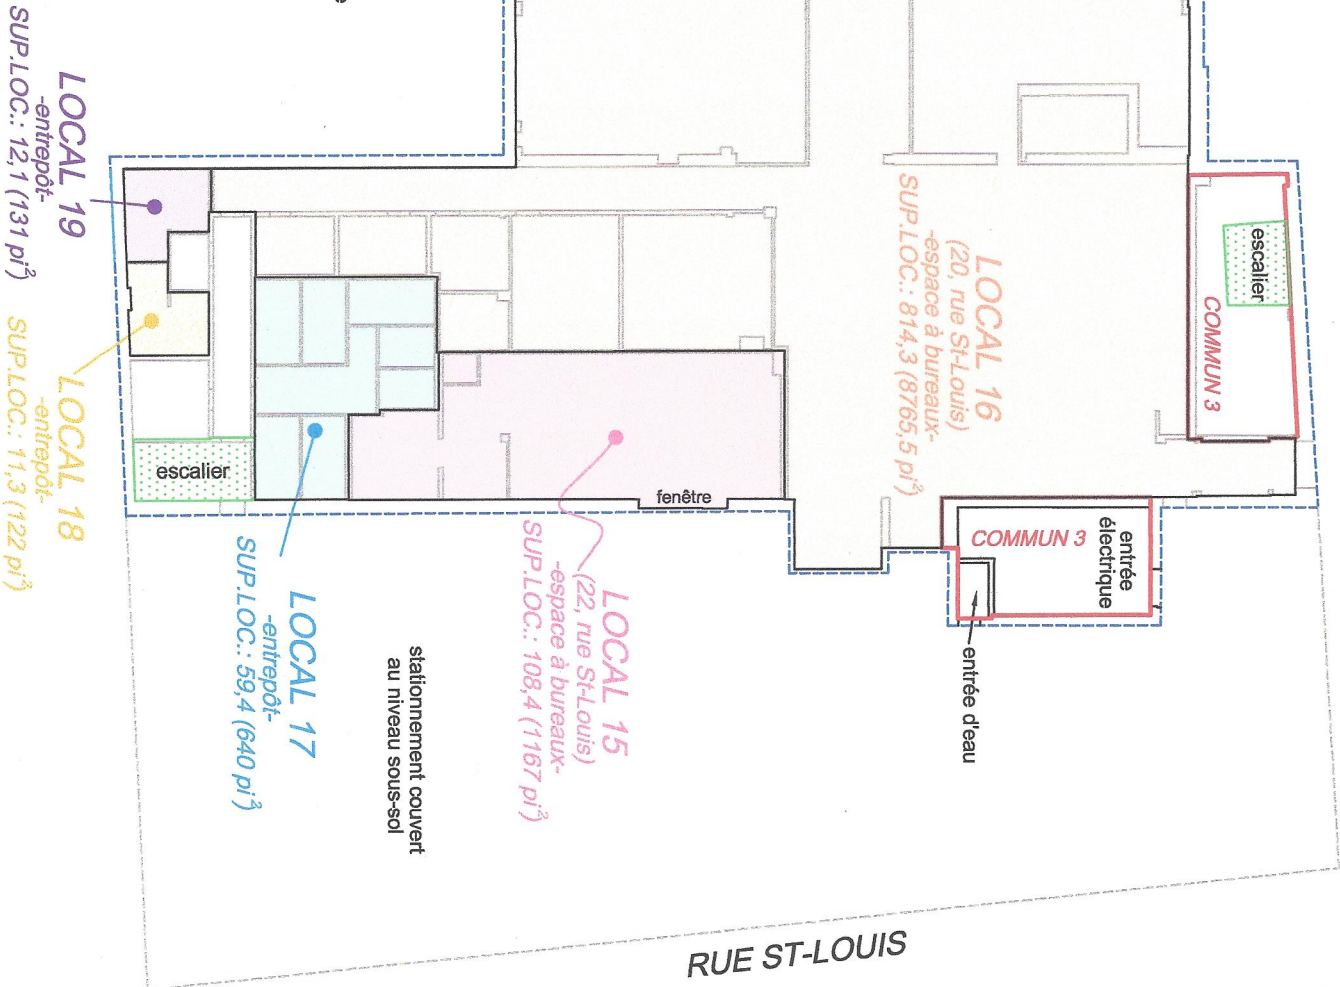 LOCAL 19
-entrepôt-
SUP.LOC.: 12,1 (131 pi²)
LOCAL 18
-entrepôt-
SUP.LOC.: 11,3 (122 pi²)
LOCAL 17
-entrepôt-
SUP.LOC.: 59,4 (640 pi²)
LOCAL 15
(22, rue St-Louis)
-espace à bureaux-
SUP.LOC.: 108,4 (1167 pi²)
LOCAL 16
(20, rue St-Louis)
-espace à bureaux-
SUP.LOC.: 814,3 (8765,5 pi²)
escalier
COMMUN 3
COMMUN 3
entrée
électrique
entrée d'eau
fenêtre
escalier
stationnement couvert
au niveau sous-sol
RUE ST-LOUIS